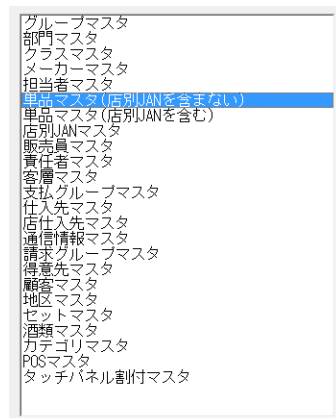 グループマスタ
部門マスタ
クラスマスタ
メーカーマスタ
担当者マスタ
単品マスタ(店別JANを含まない)
単品マスタ(店別JANを含む)
店別JANマスタ
販売員マスタ
責任者マスタ
客層マスタ
支払グループマスタ
仕入先マスタ
店仕入先マスタ
通信情報マスタ
請求グループマスタ
得意先マスタ
顧客マスタ
地区マスタ
セットマスタ
酒類マスタ
カテゴリマスタ
POSマスタ
タッチパネル割付マスタ